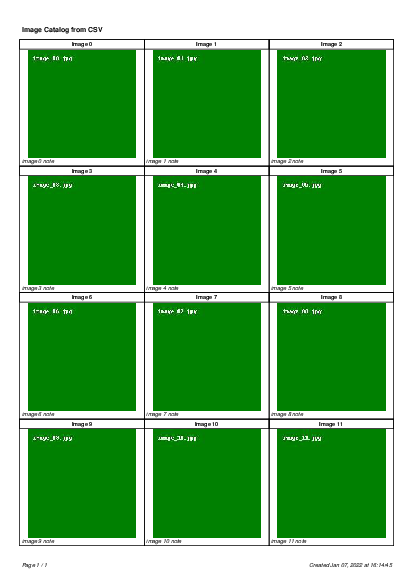 Image Catalog from CSV
Image 0 Image 1 Image 2
image_00.jpg image_01.jpg image_02.jpg
Image 0 note Image 1 note Image 2 note
Image 3 Image 4 Image 5
image_03.jpg image_04.jpg image_05.jpg
Image 3 note Image 4 note Image 5 note
Image 6 Image 7 Image 8
image_06.jpg image_07.jpg image_08.jpg
Image 6 note Image 7 note Image 8 note
Image 9 Image 10 Image 11
image_09.jpg image_10.jpg image_11.jpg
Image 9 note Image 10 note Image 11 note
Page 1 / 1 Created Jan 07, 2022 at 16:14:45